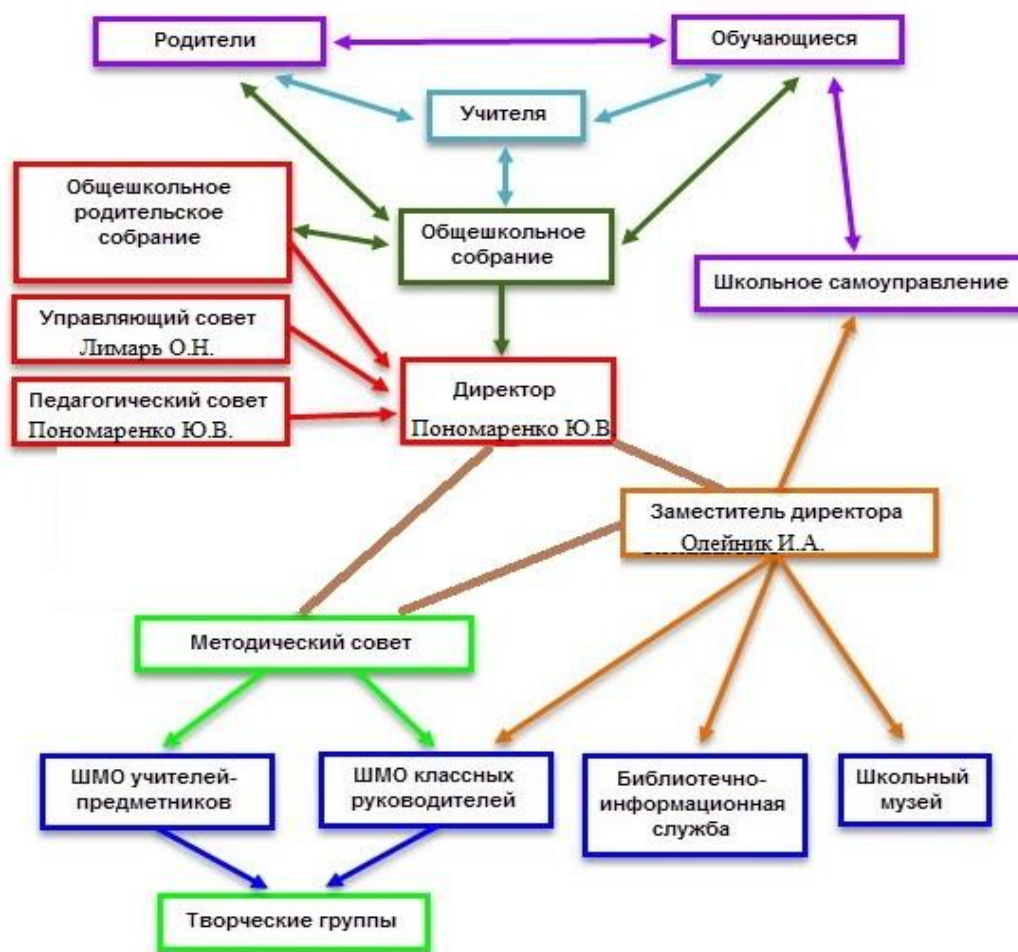 Родители
Обучающиеся
Учителя
Общешкольное
родительское
собрание
Общешкольное
собрание
Школьное самоуправление
Управляющий совет
Лимарь О.Н.
Директор
Пономаренко Ю.В
Педагогический совет
Пономаренко Ю.В.
Заместитель директора
Олейник И.А.
Методический совет
ШМО учителей-
предметников
ШМО классных
руководителей
Библиотечно-
информационная
служба
Школьный
музей
Творческие группы